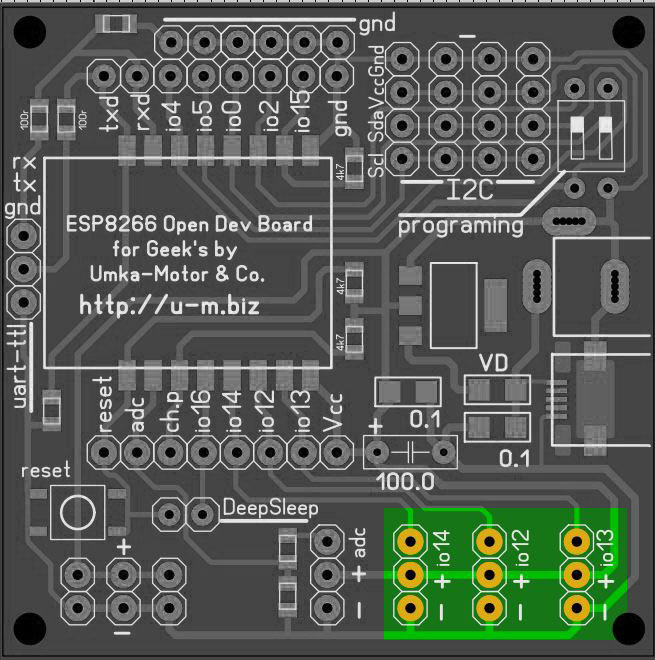 gnd
txd
rxd
io4
io5
io0
io2
io15
gnd
Gnd
Vcc
Sda
Scl
100r
100r
4k7
I2C
programing
rx
tx
gnd
uart-ttl
ESP8266 Open Dev Board
for Geek's by
Umka-Motor & Co.
http://u-m.biz
4k7
4k7
VD
0.1
0.1
reset
adc
ch.p
io16
io14
io12
io13
Vcc
+
100.0
reset
DeepSleep
+
−
adc
+
−
io14
+
−
io12
+
−
io13
+
−